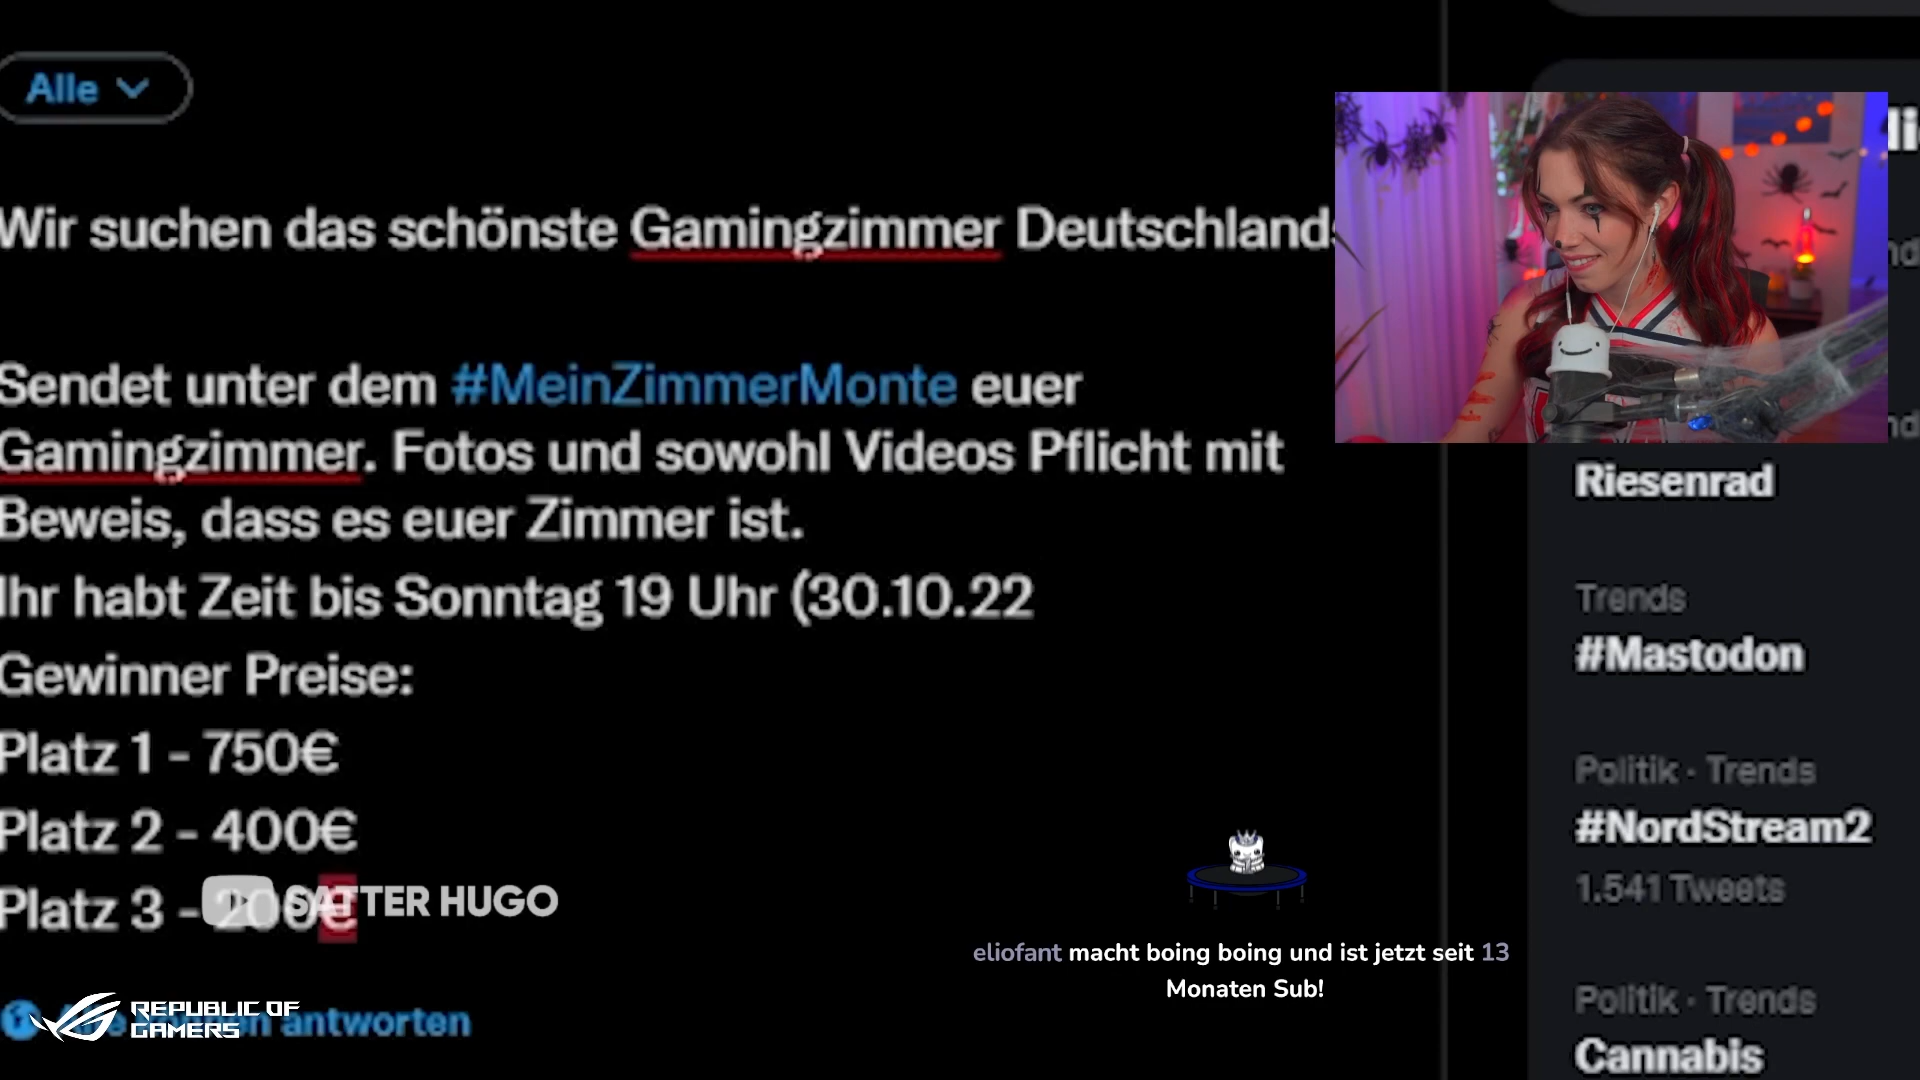 Alle
Wir suchen das schönste Gamingzimmer Deutschlands
Sendet unter dem #MeinZimmerMonte euer
Gamingzimmer. Fotos und sowohl Videos Pflicht mit
Beweis, dass es euer Zimmer ist.
Ihr habt Zeit bis Sonntag 19 Uhr (30.10.22
Gewinner Preise:
Platz 1 - 750€
Platz 2 - 400€
Platz 3 - 200€
SATTER HUGO
antworten
REPUBLIC OF
GAMERS
eliofant macht boing boing und ist jetzt seit 13
Monaten Sub!
Riesenrad
Trends
#Mastodon
Politik · Trends
#NordStream2
1.541 Tweets
Politik · Trends
Cannabis